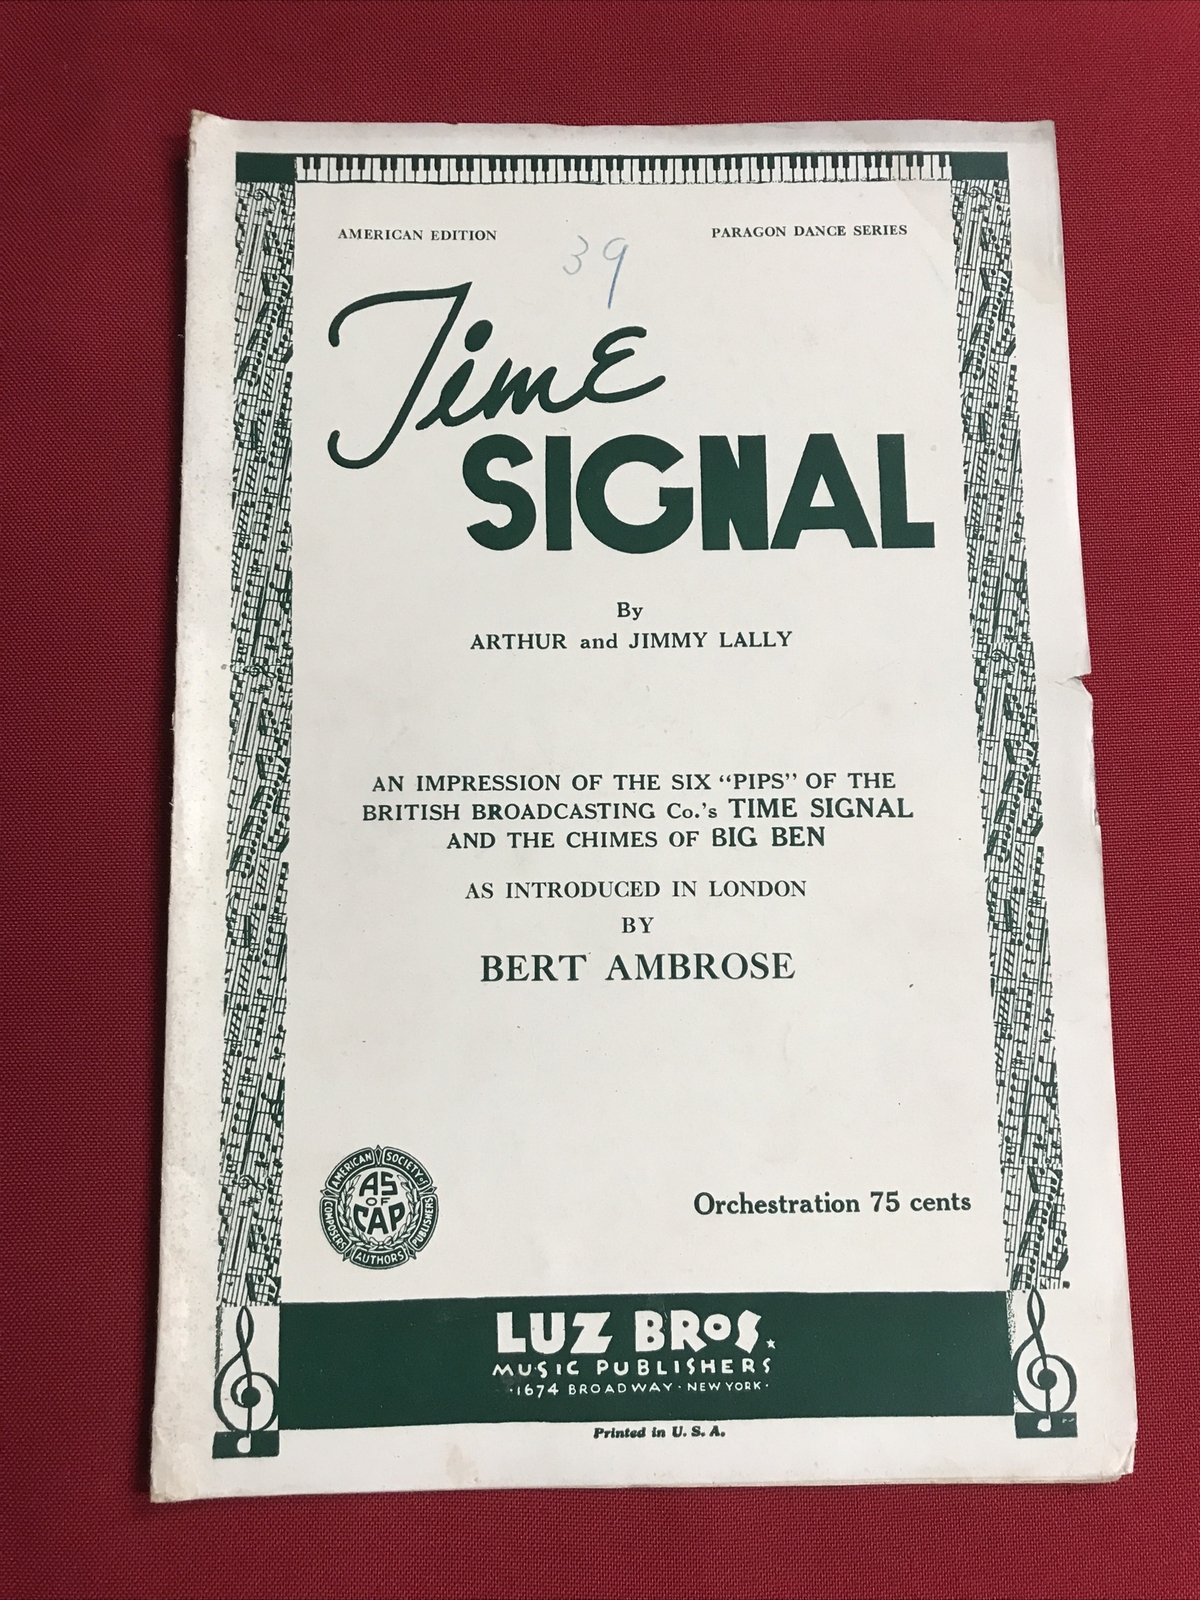 AMERICAN EDITION
PARAGON DANCE SERIES
39
Time
SIGNAL
By
ARTHUR and JIMMY LALLY
AN IMPRESSION OF THE SIX “PIPS” OF THE
BRITISH BROADCASTING Co.'s TIME SIGNAL
AND THE CHIMES OF BIG BEN
AS INTRODUCED IN LONDON
BY
BERT AMBROSE
AMERICAN SOCIETY of
COMPOSERS AUTHORS PUBLISHERS
AS
OF
CAP
Orchestration 75 cents
LUZ BROS.
MUSIC PUBLISHERS
·1674 BROADWAY·NEW YORK·
Printed in U. S. A.